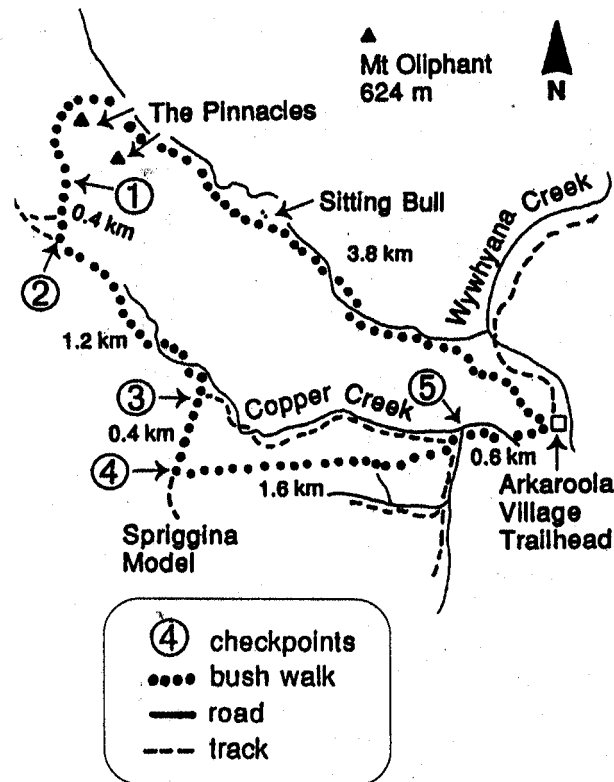 Mt Oliphant
624 m
N
The Pinnacles
1
0.4 km
Sitting Bull
Wywhyana Creek
3.8 km
2
1.2 km
3
Copper Creek
5
0.4 km
4
0.6 km
1.6 km
Arkaroola
Village
Trailhead
Spriggina
Model
4 checkpoints
bush walk
road
track